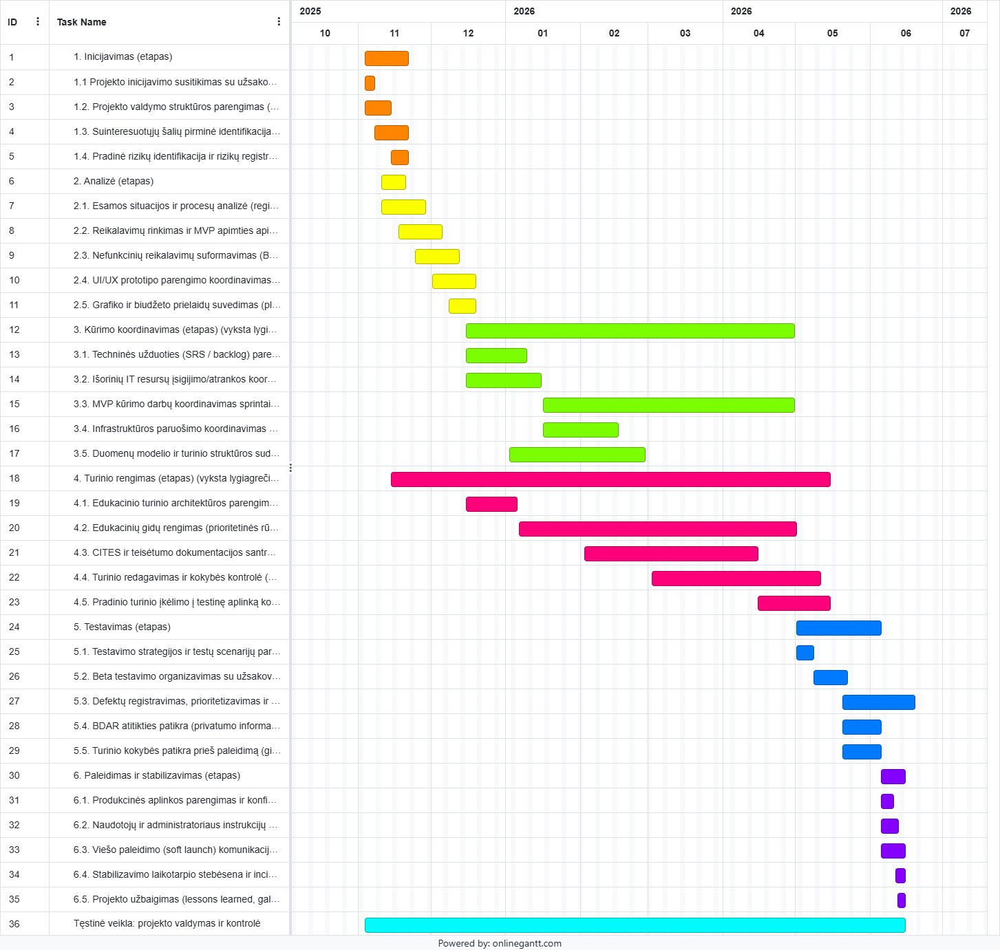 ID Task Name 2025 2026 2026 2026
10 11 12 01 02 03 04 05 06 07
1 1. Inicijavimas (etapas)
2 1.1 Projekto inicijavimo susitikimas su užsako...
3 1.2. Projekto valdymo struktūros parengimas (...
4 1.3. Suinteresuotųjų šalių pirminė identifikacija...
5 1.4. Pradinė rizikų identifikacija ir rizikų registr...
6 2. Analizė (etapas)
7 2.1. Esamos situacijos ir procesų analizė (regi...
8 2.2. Reikalavimų rinkimas ir MVP apimties api...
9 2.3. Nefunkcinių reikalavimų suformavimas (B...
10 2.4. UI/UX prototipo parengimo koordinavimas...
11 2.5. Grafiko ir biudžeto prielaidų suvedimas (pl...
12 3. Kūrimo koordinavimas (etapas) (vyksta lygi...
13 3.1. Techninės užduoties (SRS / backlog) pare...
14 3.2. Išorinių IT resursų įsigijimo/atrankos koor...
15 3.3. MVP kūrimo darbų koordinavimas sprintai...
16 3.4. Infrastruktūros paruošimo koordinavimas ...
17 3.5. Duomenų modelio ir turinio struktūros sud...
18 4. Turinio rengimas (etapas) (vyksta lygiagreči...
19 4.1. Edukacinio turinio architektūros parengim...
20 4.2. Edukacinių gidų rengimas (prioritetinės rū...
21 4.3. CITES ir teisėtumo dokumentacijos santr...
22 4.4. Turinio redagavimas ir kokybės kontrolė (...
23 4.5. Pradinio turinio įkėlimo į testinę aplinką ko...
24 5. Testavimas (etapas)
25 5.1. Testavimo strategijos ir testų scenarijų par...
26 5.2. Beta testavimo organizavimas su užsakov...
27 5.3. Defektų registravimas, prioritetizavimas ir ...
28 5.4. BDAR atitikties patikra (privatumo informa...
29 5.5. Turinio kokybės patikra prieš paleidimą (gi...
30 6. Paleidimas ir stabilizavimas (etapas)
31 6.1. Produkcinės aplinkos parengimas ir konfi...
32 6.2. Naudotojų ir administratoriaus instrukcijų ...
33 6.3. Viešo paleidimo (soft launch) komunikacij...
34 6.4. Stabilizavimo laikotarpio stebėsena ir inci...
35 6.5. Projekto užbaigimas (lessons learned, gal...
36 Tęstinė veikla: projekto valdymas ir kontrolė
Powered by: onlinegantt.com